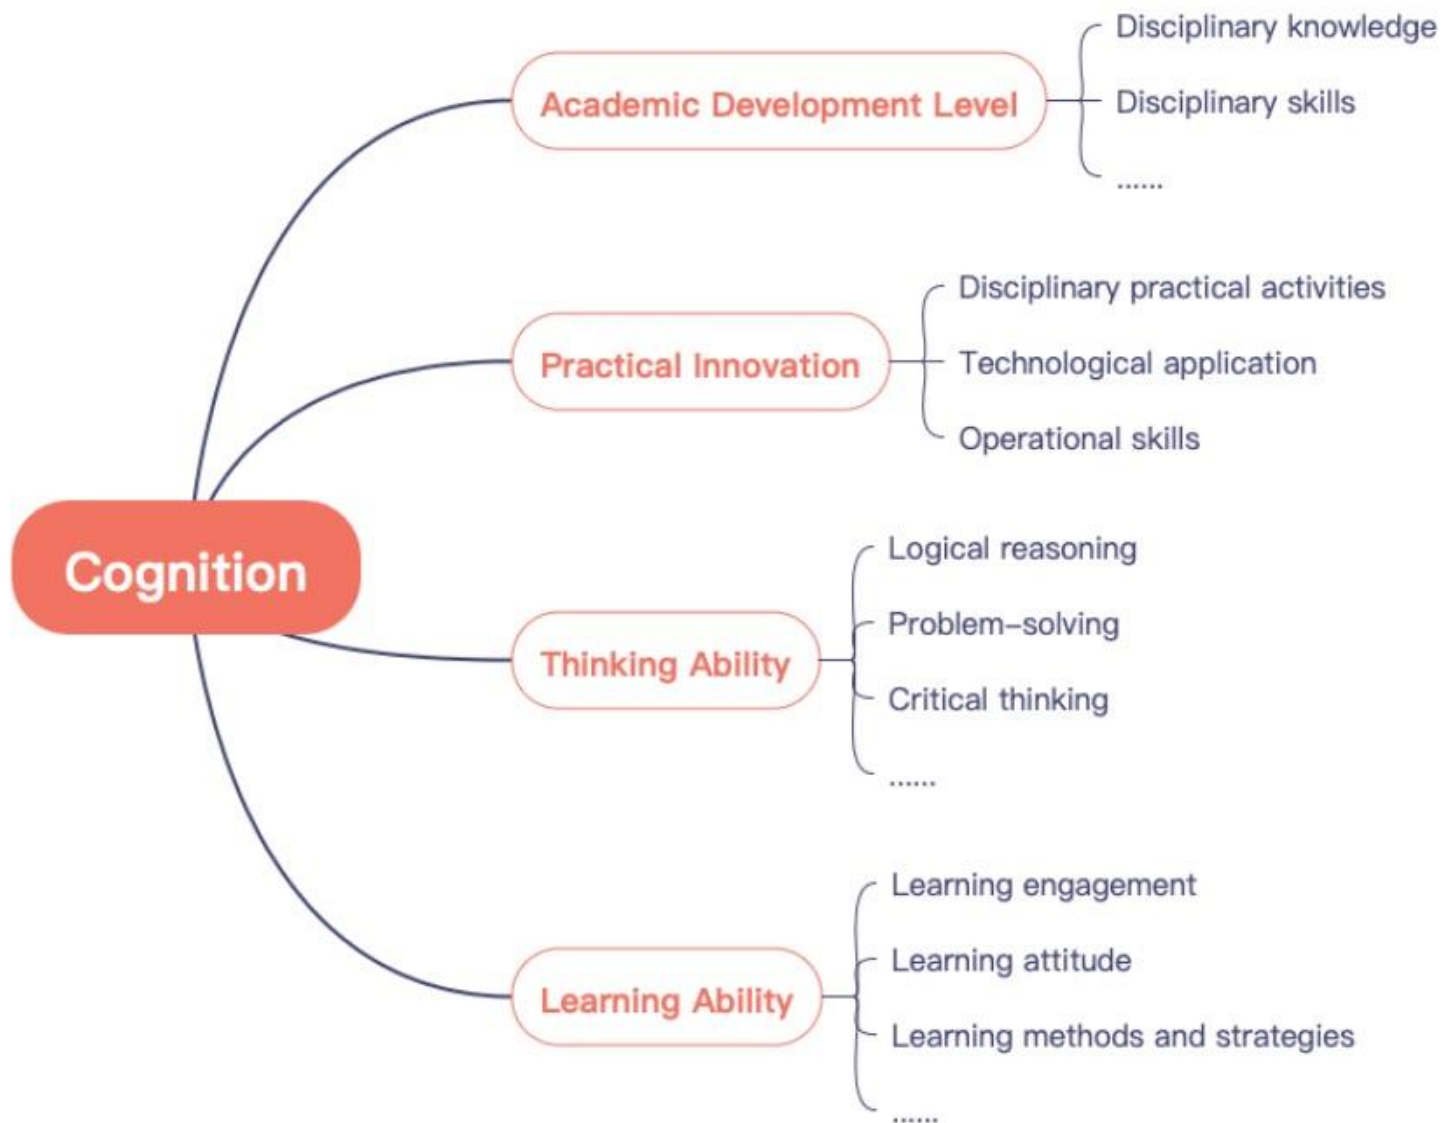 Cognition
Academic Development Level
Disciplinary knowledge
Disciplinary skills
......
Practical Innovation
Disciplinary practical activities
Technological application
Operational skills
Thinking Ability
Logical reasoning
Problem–solving
Critical thinking
......
Learning Ability
Learning engagement
Learning attitude
Learning methods and strategies
......